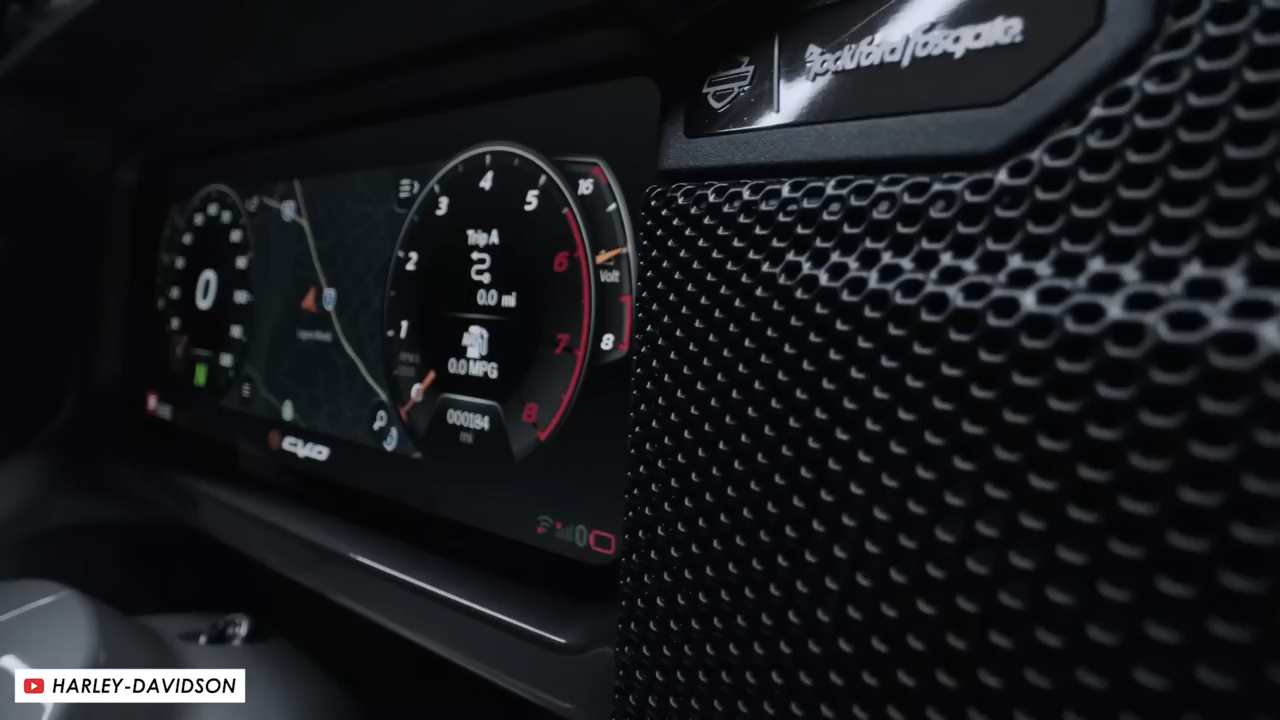 Rockford Fosgate.
4
3
5
16
2
Trip A
6
Volt
0
0.0 mi
1
7
8
0.0 MPG
N
8
000184
mi
CVO
HARLEY-DAVIDSON